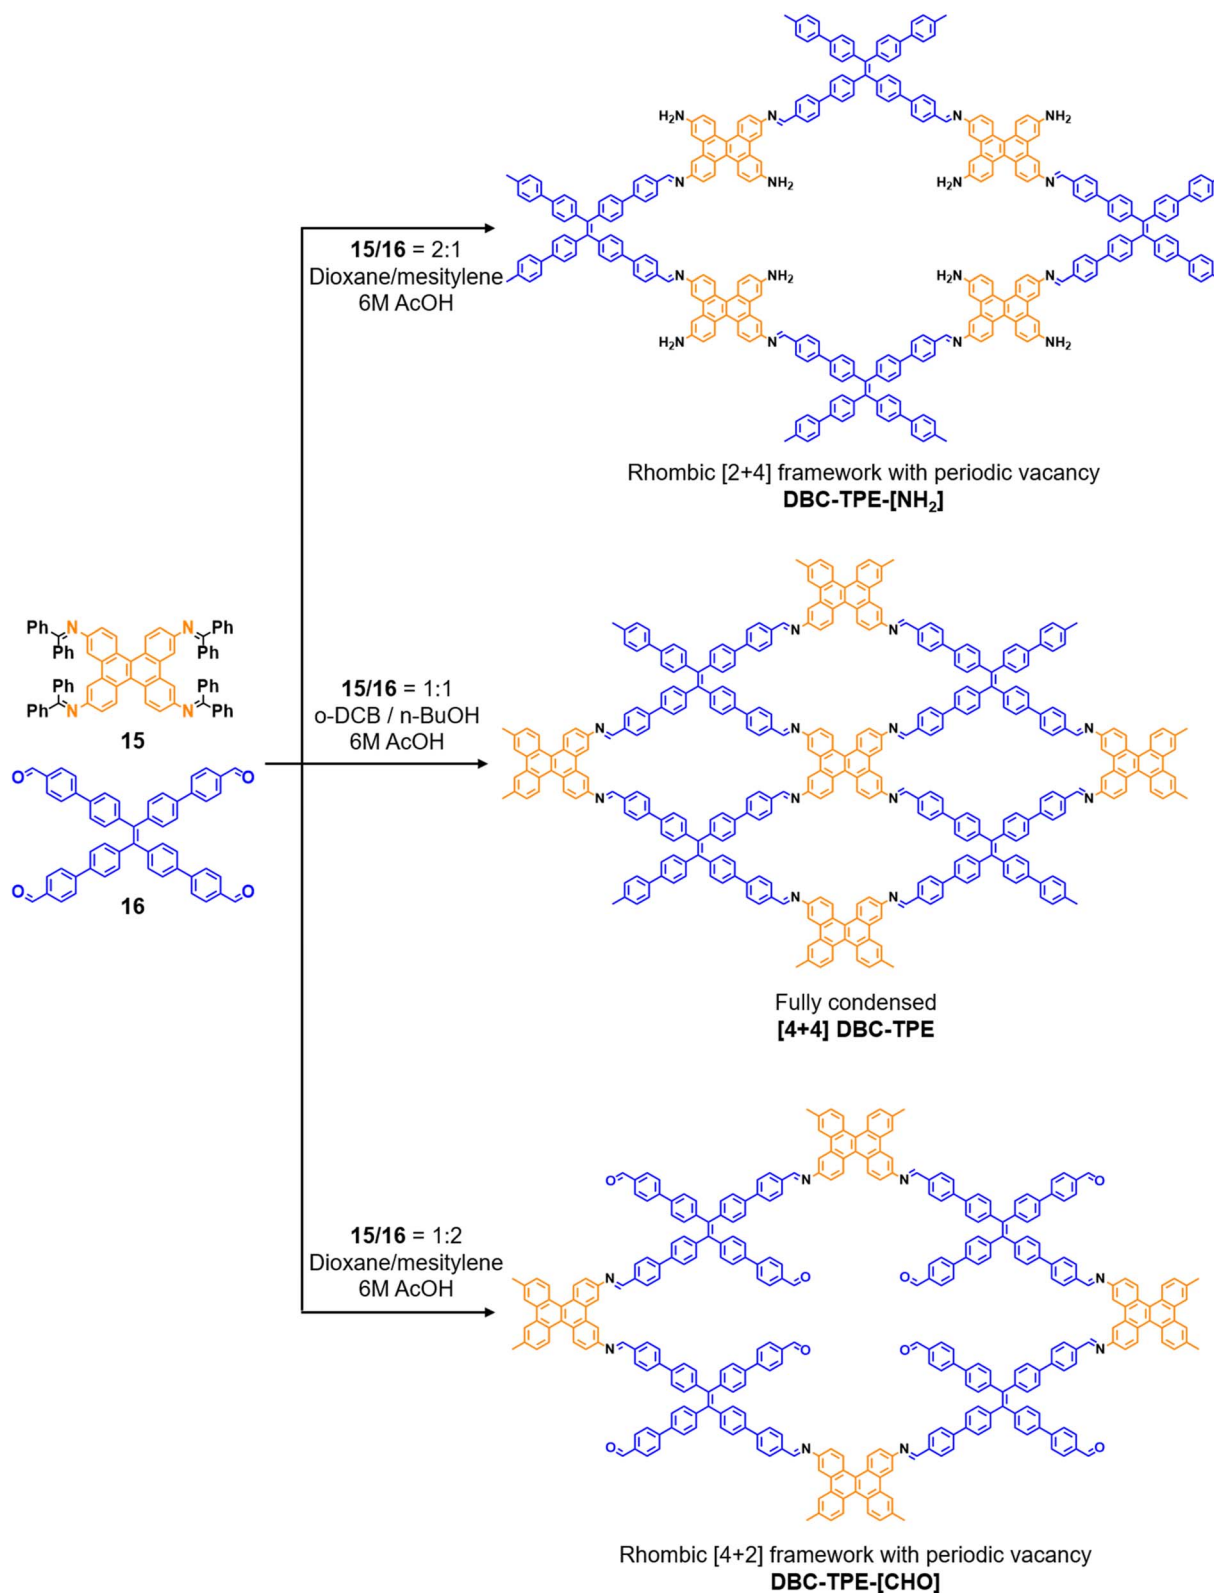 H₂N N N NH₂
N NH₂ H₂N N
N NH₂ H₂N N
H₂N N N NH₂
15/16 = 2:1
Dioxane/mesitylene
6M AcOH
Rhombic [2+4] framework with periodic vacancy
DBC-TPE-[NH₂]
Ph N N Ph
Ph Ph
Ph Ph
Ph N N Ph
15
O O
O O
16
15/16 = 1:1
o-DCB / n-BuOH
6M AcOH
N N
N N N N
N N N N
N N
Fully condensed
[4+4] DBC-TPE
15/16 = 1:2
Dioxane/mesitylene
6M AcOH
O N N O
N O O N
N O O N
O N N O
Rhombic [4+2] framework with periodic vacancy
DBC-TPE-[CHO]